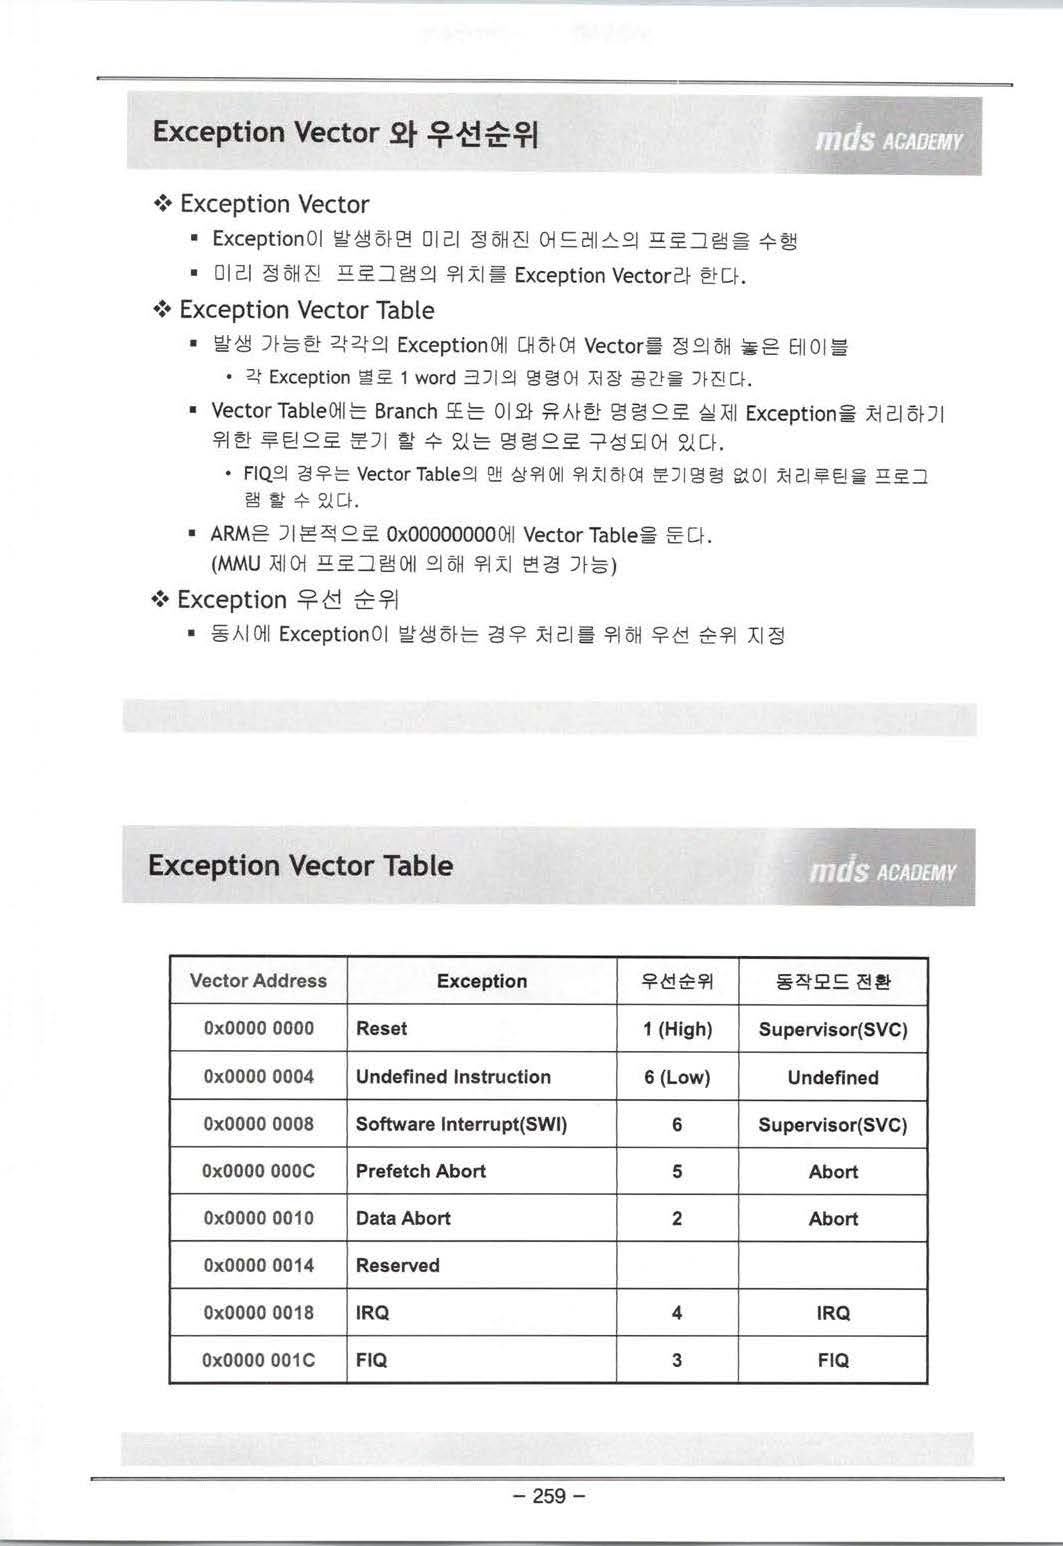 Exception Vector 와 우선순위
mds ACADEMY
❖ Exception Vector
▪ Exception이 발생하면 미리 정해진 어드레스의 프로그램을 수행
▪ 미리 정해진 프로그램의 위치를 Exception Vector라 한다.
❖ Exception Vector Table
▪ 발생 가능한 각각의 Exception에 대하여 Vector를 정의해 놓은 테이블
• 각 Exception 별로 1 word 크기의 명령어 저장 공간을 가진다.
▪ Vector Table에는 Branch 또는 이와 유사한 명령으로 실제 Exception을 처리하기
위한 루틴으로 분기 할 수 있는 명령으로 구성되어 있다.
• FIQ의 경우는 Vector Table의 맨 상위에 위치하여 분기명령 없이 처리루틴을 프로그
램 할 수 있다.
▪ ARM은 기본적으로 0x00000000에 Vector Table을 둔다.
(MMU 제어 프로그램에 의해 위치 변경 가능)
❖ Exception 우선 순위
▪ 동시에 Exception이 발생하는 경우 처리를 위해 우선 순위 지정
Exception Vector Table
mds ACADEMY
Vector Address Exception 우선순위 동작모드 전환
0x0000 0000 Reset 1 (High) Supervisor(SVC)
0x0000 0004 Undefined Instruction 6 (Low) Undefined
0x0000 0008 Software Interrupt(SWI) 6 Supervisor(SVC)
0x0000 000C Prefetch Abort 5 Abort
0x0000 0010 Data Abort 2 Abort
0x0000 0014 Reserved
0x0000 0018 IRQ 4 IRQ
0x0000 001C FIQ 3 FIQ
– 259 –